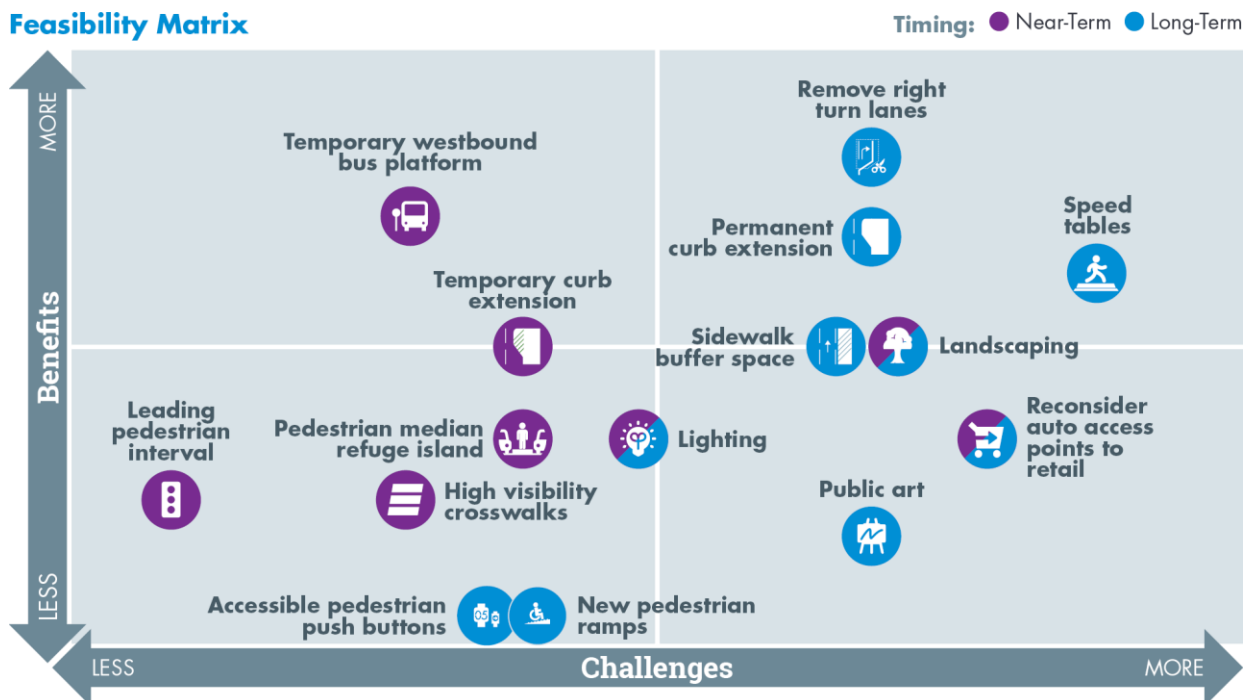 Feasibility Matrix
Timing: Near-Term Long-Term
MORE
Benefits
LESS
Remove right
turn lanes
Temporary westbound
bus platform
Speed
tables
Permanent
curb extension
Temporary curb
extension
Sidewalk
buffer space
Landscaping
Leading
pedestrian
interval
Pedestrian median
refuge island
Lighting
Reconsider
auto access
points to
retail
High visibility
crosswalks
Public art
Accessible pedestrian
push buttons
05
New pedestrian
ramps
LESS
Challenges
MORE